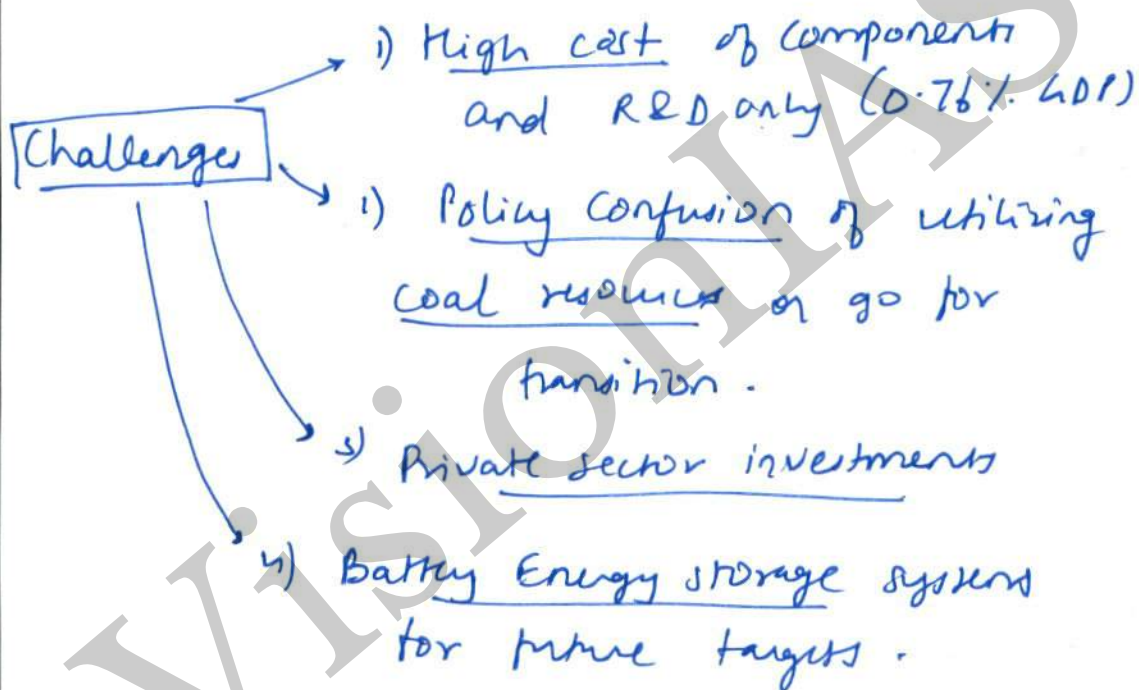 1) High cost of components
and R&D only (0.76% GDP)
Challenges
1) Policy Confusion of utilizing
coal resources or go for
transition.
3) Private sector investments
4) Battery Energy storage systems
for future targets.
VisionIAS